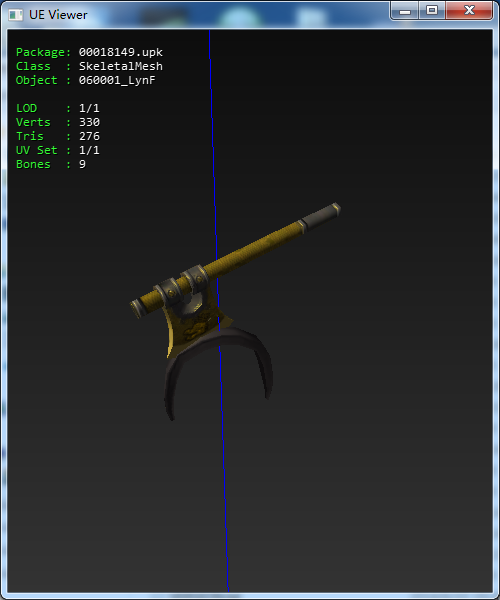 UE Viewer
Package: 00018149.upk
Class  : SkeletalMesh
Object : 060001_LynF
LOD    : 1/1
Verts  : 330
Tris   : 276
UV Set : 1/1
Bones  : 9